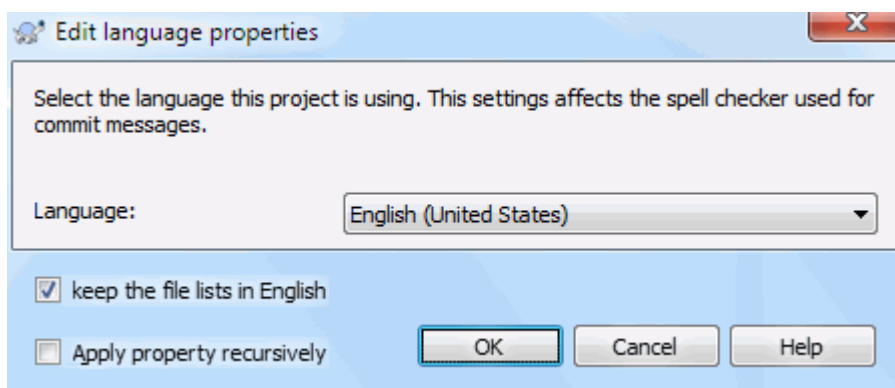 Edit language properties
Select the language this project is using. This settings affects the spell checker used for
commit messages.
Language: English (United States)
keep the file lists in English
Apply property recursively OK Cancel Help